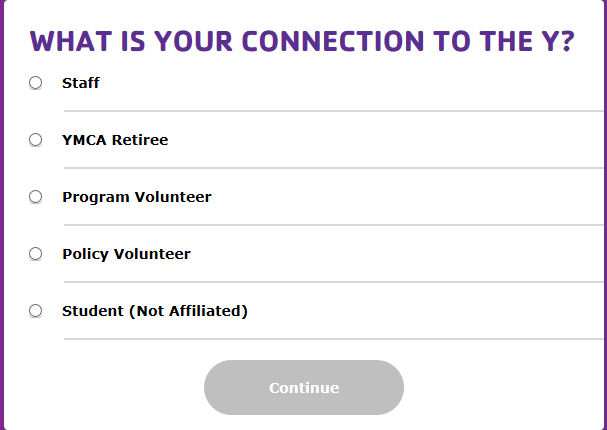 WHAT IS YOUR CONNECTION TO THE Y?
Staff
YMCA Retiree
Program Volunteer
Policy Volunteer
Student (Not Affiliated)
Continue